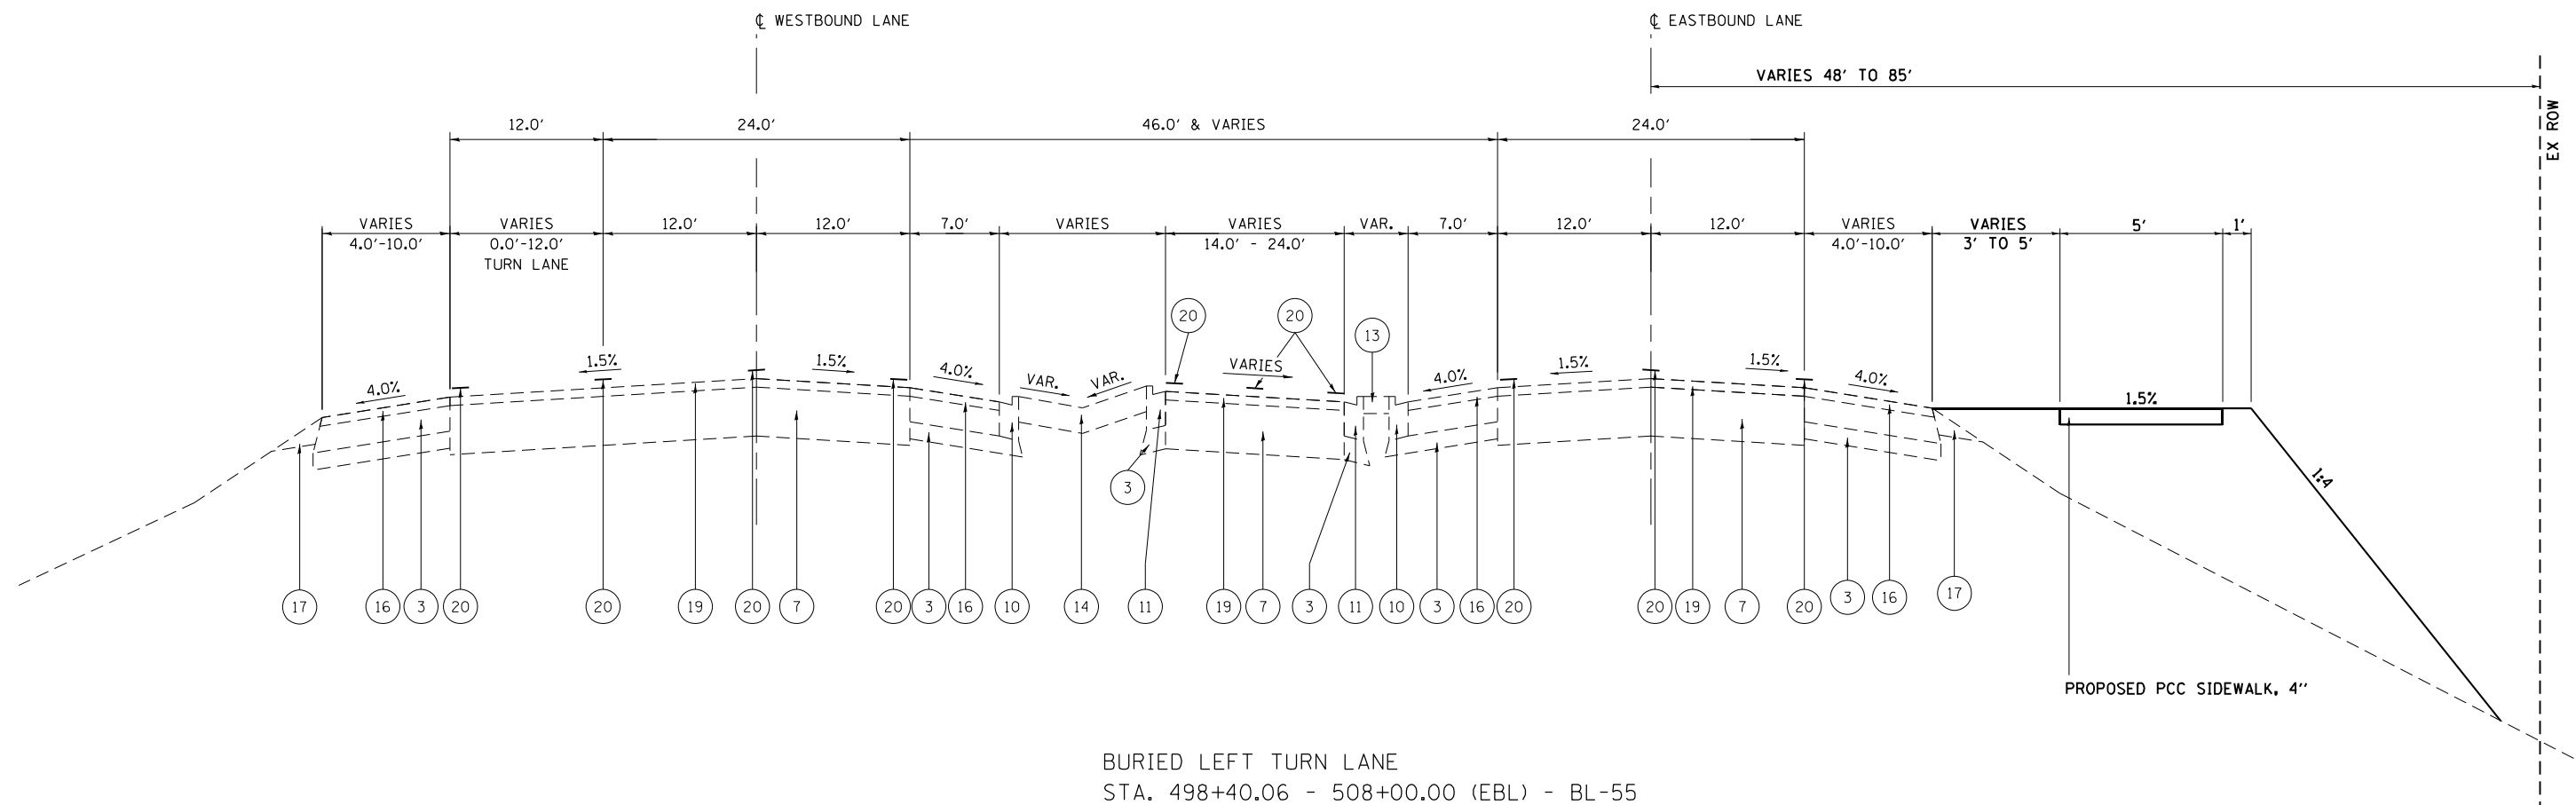 ℄ WESTBOUND LANE
℄ EASTBOUND LANE
VARIES 48' TO 85'
EX ROW
12.0'
24.0'
46.0' & VARIES
24.0'
VARIES
4.0'-10.0'
VARIES
0.0'-12.0'
TURN LANE
12.0'
12.0'
7.0'
VARIES
VARIES
14.0' - 24.0'
VAR.
7.0'
12.0'
12.0'
VARIES
4.0'-10.0'
VARIES
3' TO 5'
5'
1'
20
20
13
4.0%
1.5%
1.5%
4.0%
VAR.
VAR.
VARIES
4.0%
1.5%
1.5%
4.0%
1.5%
1:4
3
17
16
3
20
20
19
20
7
20
3
16
10
14
11
19
7
3
11
10
3
16
20
20
19
7
20
3
16
17
PROPOSED PCC SIDEWALK, 4''
BURIED LEFT TURN LANE
STA. 498+40.06 - 508+00.00 (EBL) - BL-55